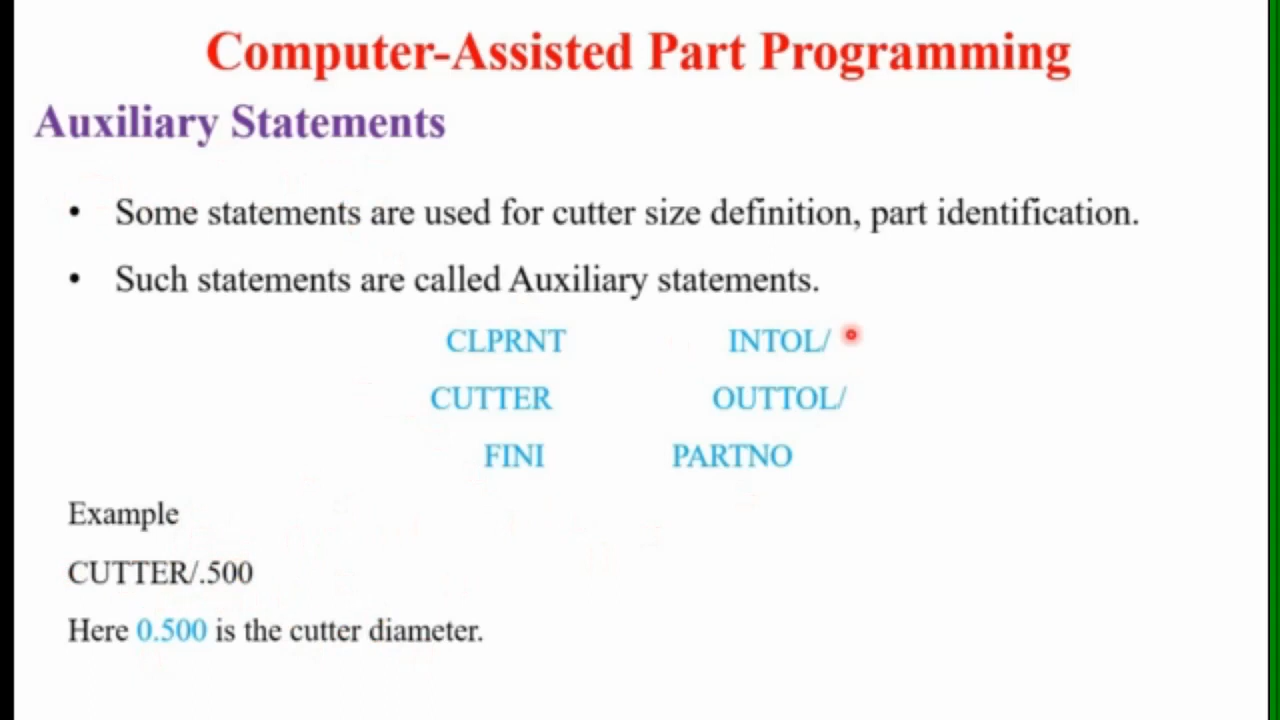 Computer-Assisted Part Programming
Auxiliary Statements
• Some statements are used for cutter size definition, part identification.
• Such statements are called Auxiliary statements.
CLPRNT INTOL/
CUTTER OUTTOL/
FINI PARTNO
Example
CUTTER/.500
Here 0.500 is the cutter diameter.